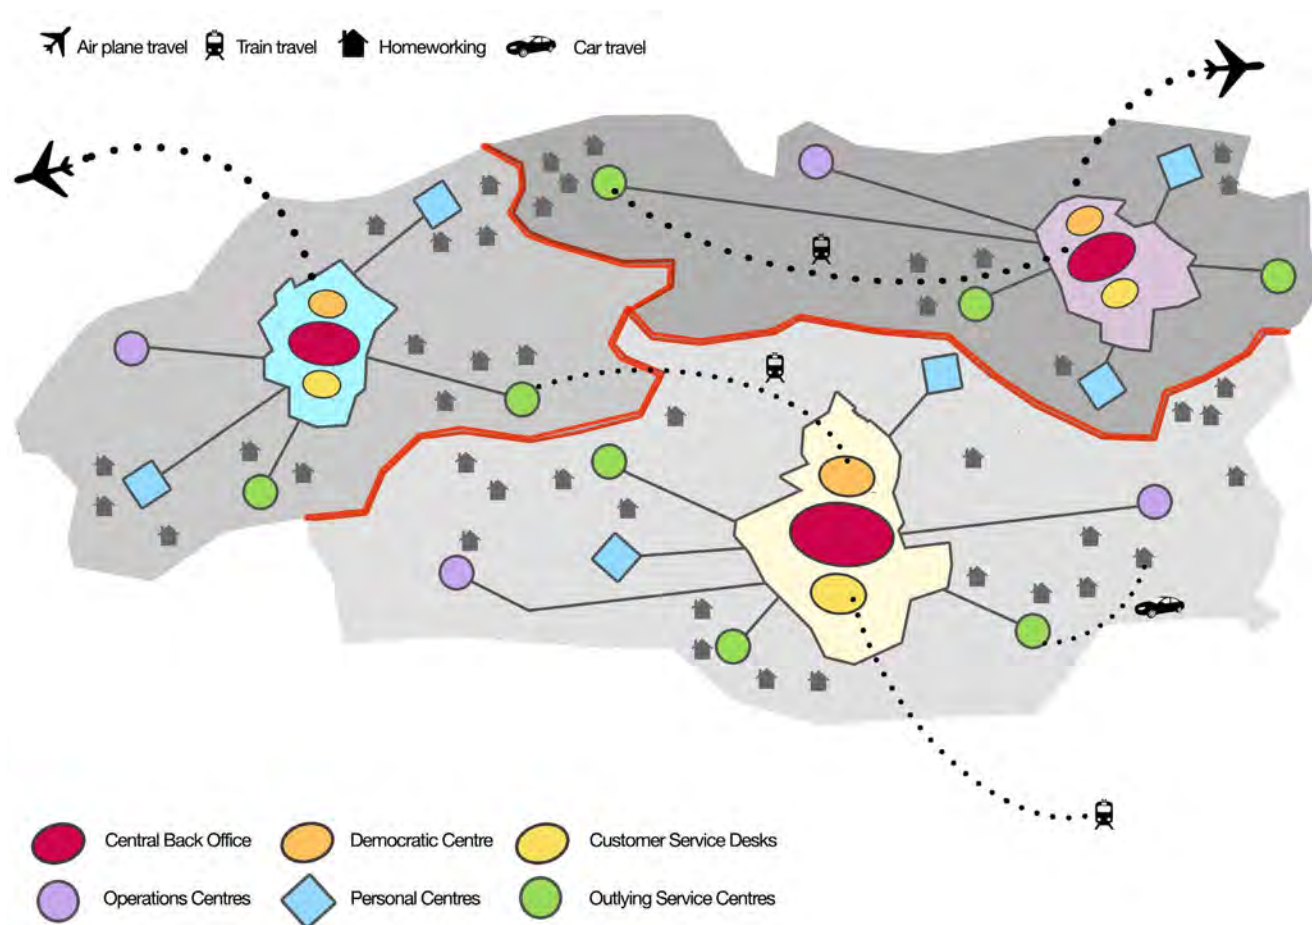 Air plane travel Train travel Homeworking Car travel
Central Back Office Democratic Centre Customer Service Desks
Operations Centres Personal Centres Outlying Service Centres